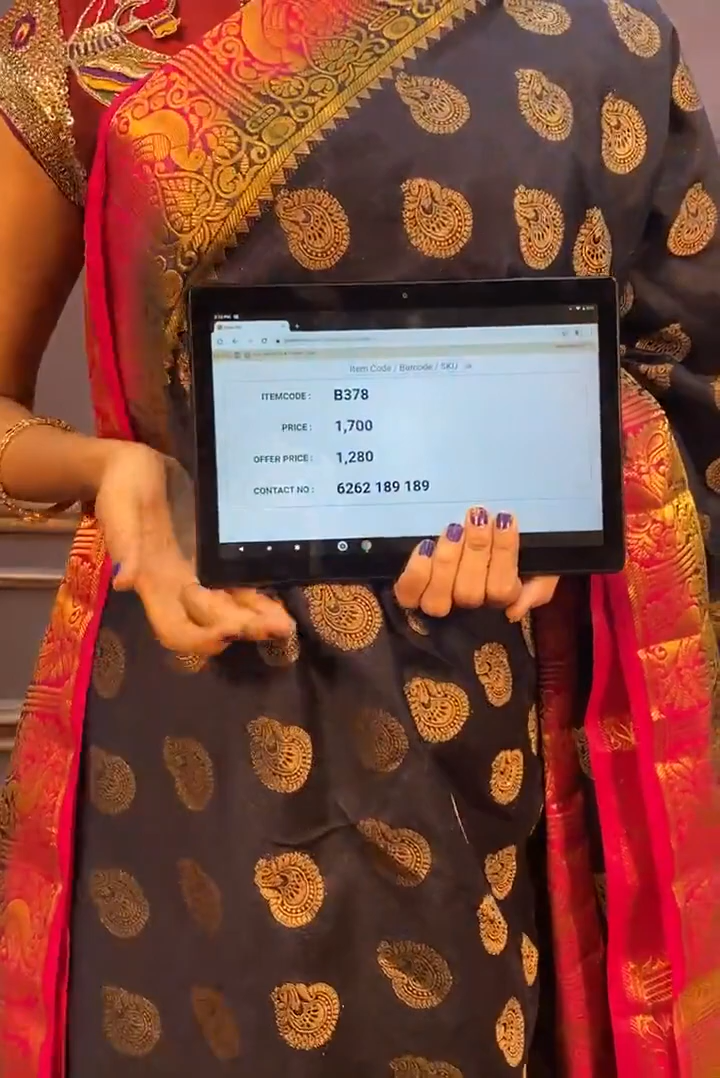 Item Code / Barcode / SKU
ITEMCODE : B378
PRICE : 1,700
OFFER PRICE : 1,280
CONTACT NO : 6262 189 189